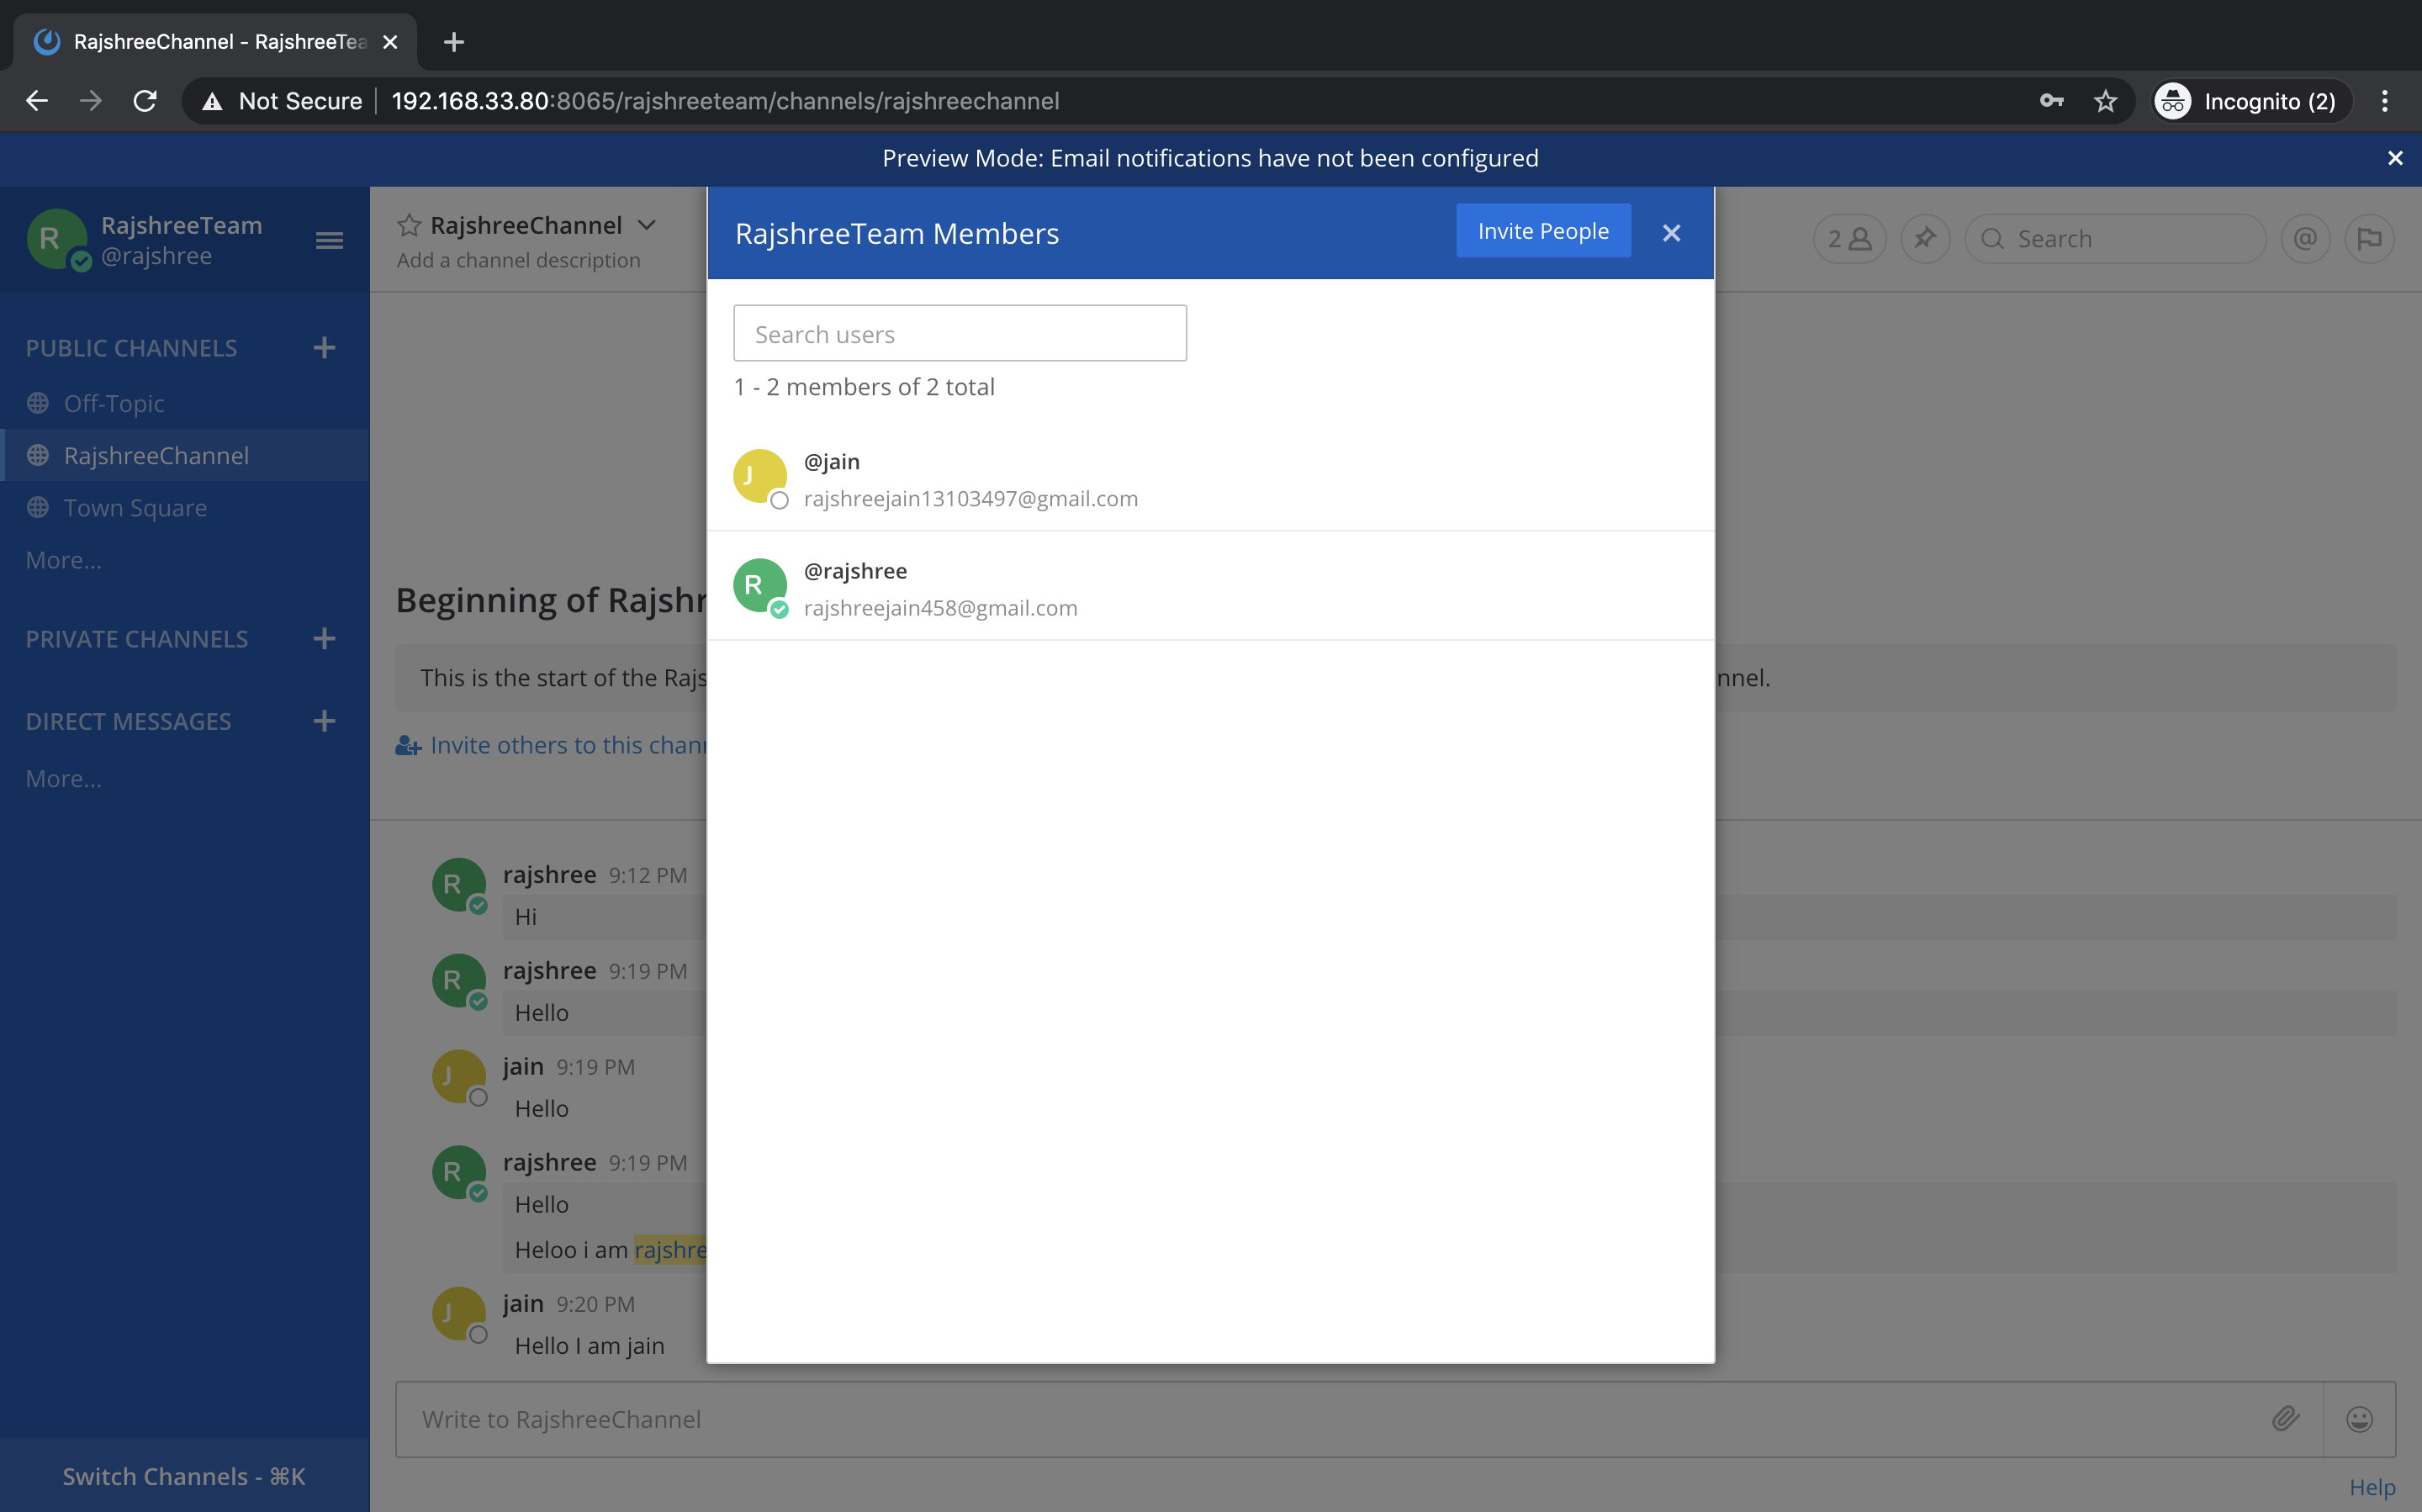 RajshreeChannel - RajshreeTea
Not Secure
192.168.33.80:8065/rajshreeteam/channels/rajshreechannel
Incognito (2)
Preview Mode: Email notifications have not been configured
R
RajshreeTeam
@rajshree
PUBLIC CHANNELS
Off-Topic
RajshreeChannel
Town Square
More...
PRIVATE CHANNELS
DIRECT MESSAGES
More...
Switch Channels - ⌘K
RajshreeChannel
Add a channel description
2
Search
@
Beginning of Rajshr
This is the start of the Rajs
nnel.
Invite others to this chann
R
rajshree 9:12 PM
Hi
R
rajshree 9:19 PM
Hello
J
jain 9:19 PM
Hello
R
rajshree 9:19 PM
Hello
Heloo i am rajshre
J
jain 9:20 PM
Hello I am jain
Write to RajshreeChannel
Help
RajshreeTeam Members
Invite People
Search users
1 - 2 members of 2 total
J
@jain
rajshreejain13103497@gmail.com
R
@rajshree
rajshreejain458@gmail.com